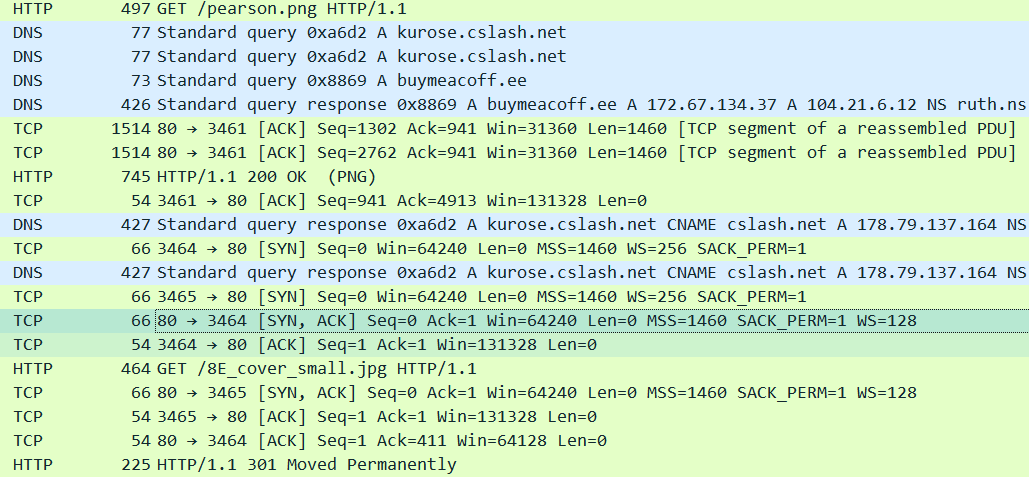 HTTP 497 GET /pearson.png HTTP/1.1
DNS 77 Standard query 0xa6d2 A kurose.cslash.net
DNS 77 Standard query 0xa6d2 A kurose.cslash.net
DNS 73 Standard query 0x8869 A buymeacoff.ee
DNS 426 Standard query response 0x8869 A buymeacoff.ee A 172.67.134.37 A 104.21.6.12 NS ruth.ns
TCP 1514 80 → 3461 [ACK] Seq=1302 Ack=941 Win=31360 Len=1460 [TCP segment of a reassembled PDU]
TCP 1514 80 → 3461 [ACK] Seq=2762 Ack=941 Win=31360 Len=1460 [TCP segment of a reassembled PDU]
HTTP 745 HTTP/1.1 200 OK (PNG)
TCP 54 3461 → 80 [ACK] Seq=941 Ack=4913 Win=131328 Len=0
DNS 427 Standard query response 0xa6d2 A kurose.cslash.net CNAME cslash.net A 178.79.137.164 NS
TCP 66 3464 → 80 [SYN] Seq=0 Win=64240 Len=0 MSS=1460 WS=256 SACK_PERM=1
DNS 427 Standard query response 0xa6d2 A kurose.cslash.net CNAME cslash.net A 178.79.137.164 NS
TCP 66 3465 → 80 [SYN] Seq=0 Win=64240 Len=0 MSS=1460 WS=256 SACK_PERM=1
TCP 66 80 → 3464 [SYN, ACK] Seq=0 Ack=1 Win=64240 Len=0 MSS=1460 SACK_PERM=1 WS=128
TCP 54 3464 → 80 [ACK] Seq=1 Ack=1 Win=131328 Len=0
HTTP 464 GET /8E_cover_small.jpg HTTP/1.1
TCP 66 80 → 3465 [SYN, ACK] Seq=0 Ack=1 Win=64240 Len=0 MSS=1460 SACK_PERM=1 WS=128
TCP 54 3465 → 80 [ACK] Seq=1 Ack=1 Win=131328 Len=0
TCP 54 80 → 3464 [ACK] Seq=1 Ack=411 Win=64128 Len=0
HTTP 225 HTTP/1.1 301 Moved Permanently